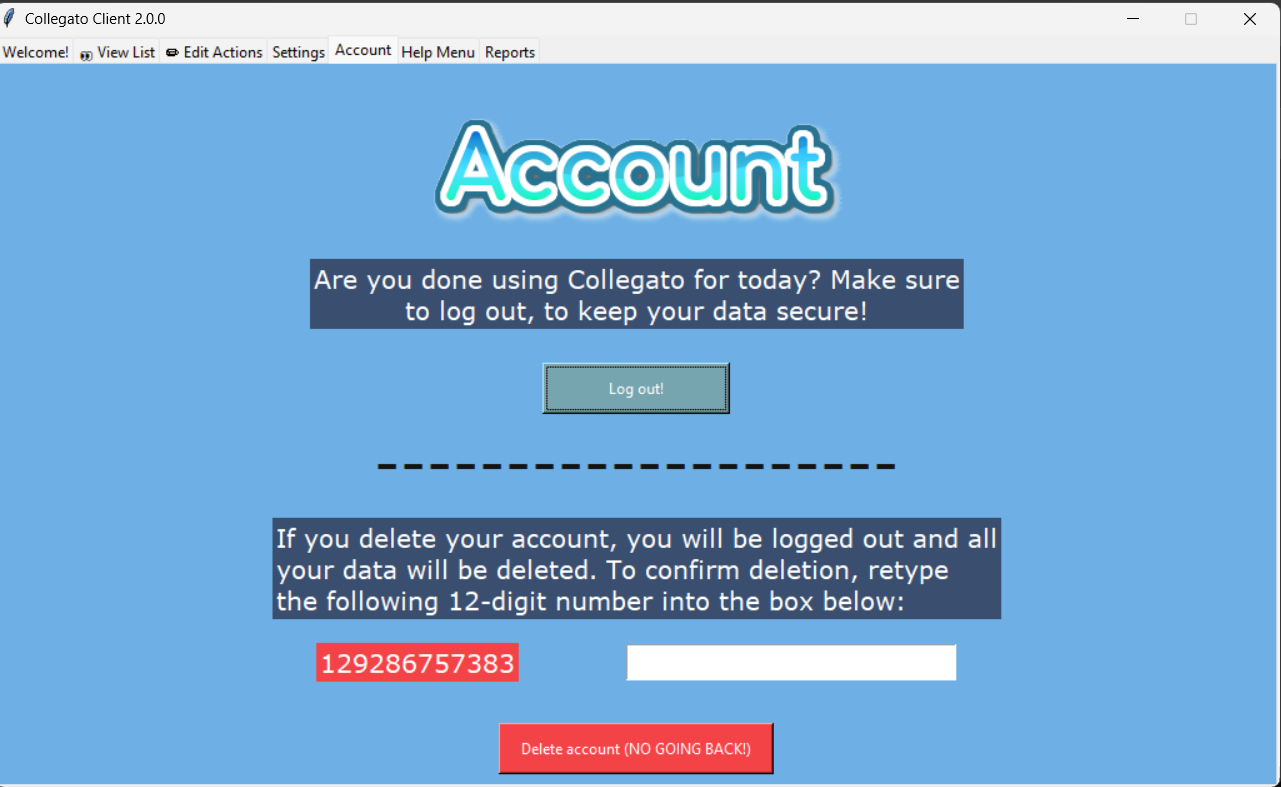 Collegato Client 2.0.0
Welcome! View List Edit Actions Settings Account Help Menu Reports
Account
Are you done using Collegato for today? Make sure
to log out, to keep your data secure!
Log out!
--------------------
If you delete your account, you will be logged out and all
your data will be deleted. To confirm deletion, retype
the following 12-digit number into the box below:
129286757383
Delete account (NO GOING BACK!)